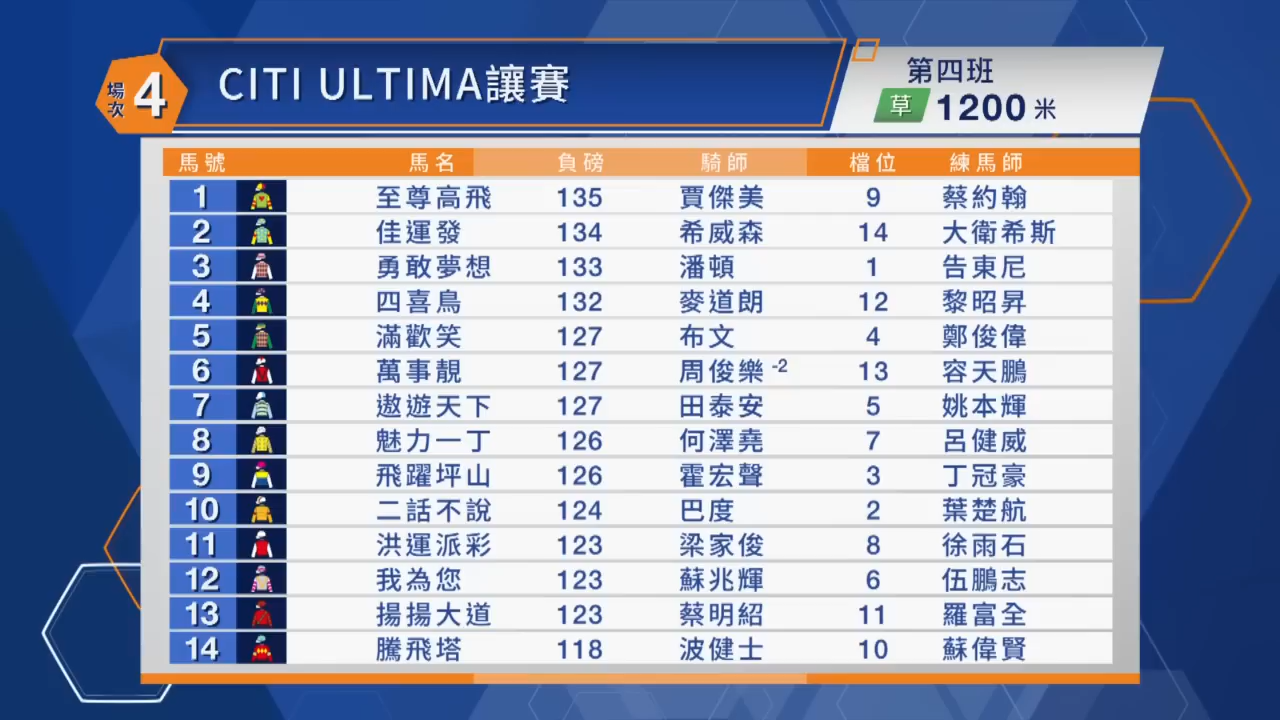 場次 4 CITI ULTIMA讓賽
第四班
草 1200 米
馬號 馬名 負磅 騎師 檔位 練馬師
1 至尊高飛 135 賈傑美 9 蔡約翰
2 佳運發 134 希威森 14 大衛希斯
3 勇敢夢想 133 潘頓 1 告東尼
4 四喜鳥 132 麥道朗 12 黎昭昇
5 滿歡笑 127 布文 4 鄭俊偉
6 萬事靚 127 周俊樂 -2 13 容天鵬
7 遨遊天下 127 田泰安 5 姚本輝
8 魅力一丁 126 何澤堯 7 呂健威
9 飛躍坪山 126 霍宏聲 3 丁冠豪
10 二話不說 124 巴度 2 葉楚航
11 洪運派彩 123 梁家俊 8 徐雨石
12 我為您 123 蘇兆輝 6 伍鵬志
13 揚揚大道 123 蔡明紹 11 羅富全
14 騰飛塔 118 波健士 10 蘇偉賢